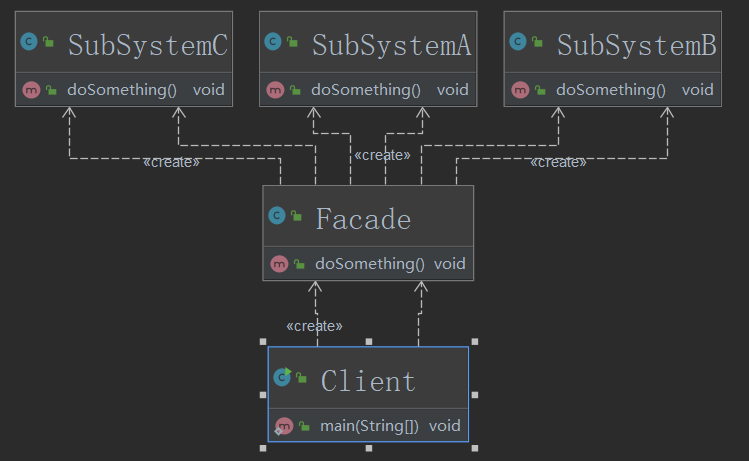 SubSystemC SubSystemA SubSystemB
doSomething() void doSomething() void doSomething() void
«create» «create» «create»
Facade
doSomething() void
«create»
Client
main(String[]) void